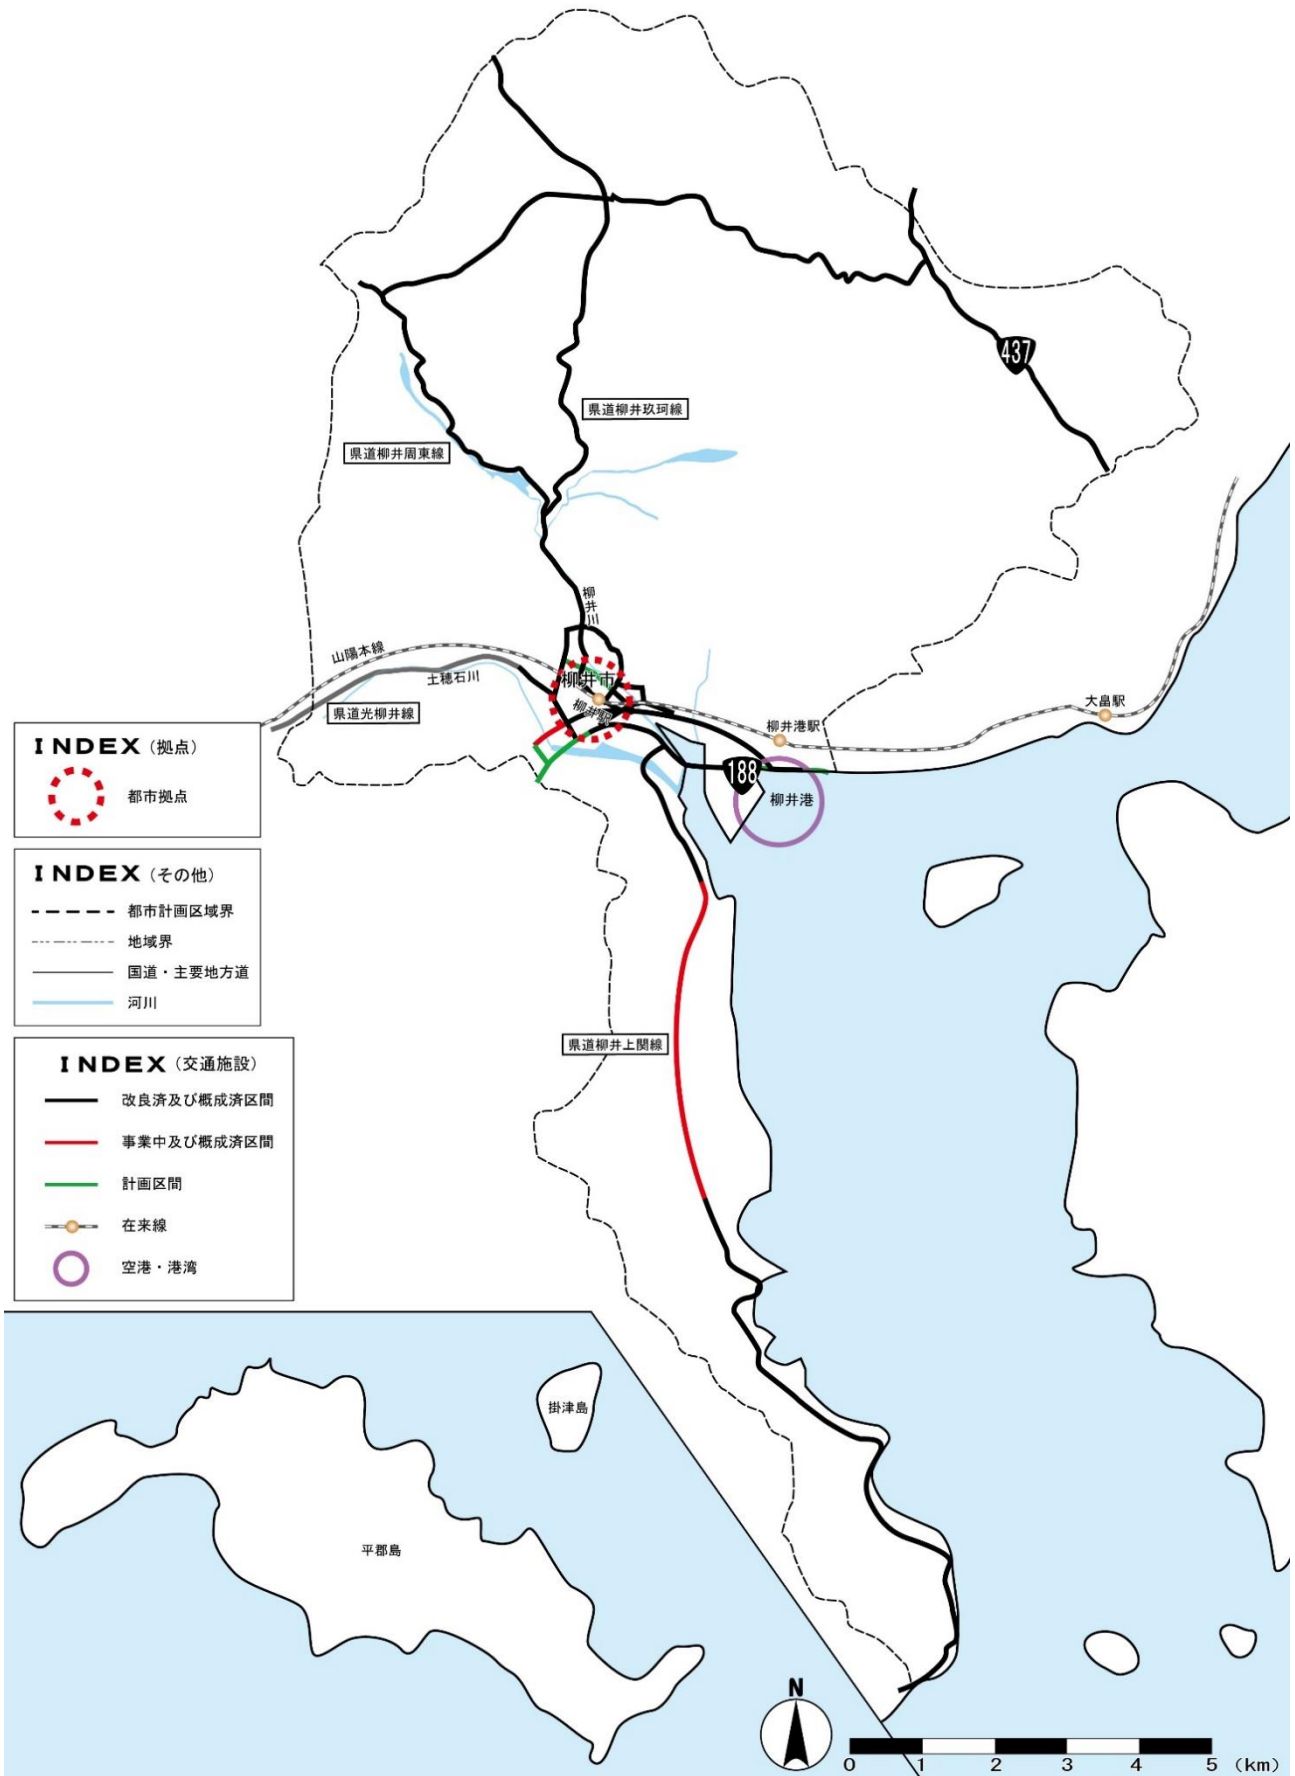 437
県道柳井玖珂線
県道柳井周東線
柳井川
山陽本線
土穂石川
柳井市
柳井駅
県道光柳井線
大畠駅
柳井港駅
188
柳井港
INDEX(拠点)
都市拠点
INDEX(その他)
都市計画区域界
地域界
国道・主要地方道
河川
県道柳井上関線
INDEX(交通施設)
改良済及び概成済区間
事業中及び概成済区間
計画区間
在来線
空港・港湾
掛津島
平郡島
N
0 1 2 3 4 5 (km)